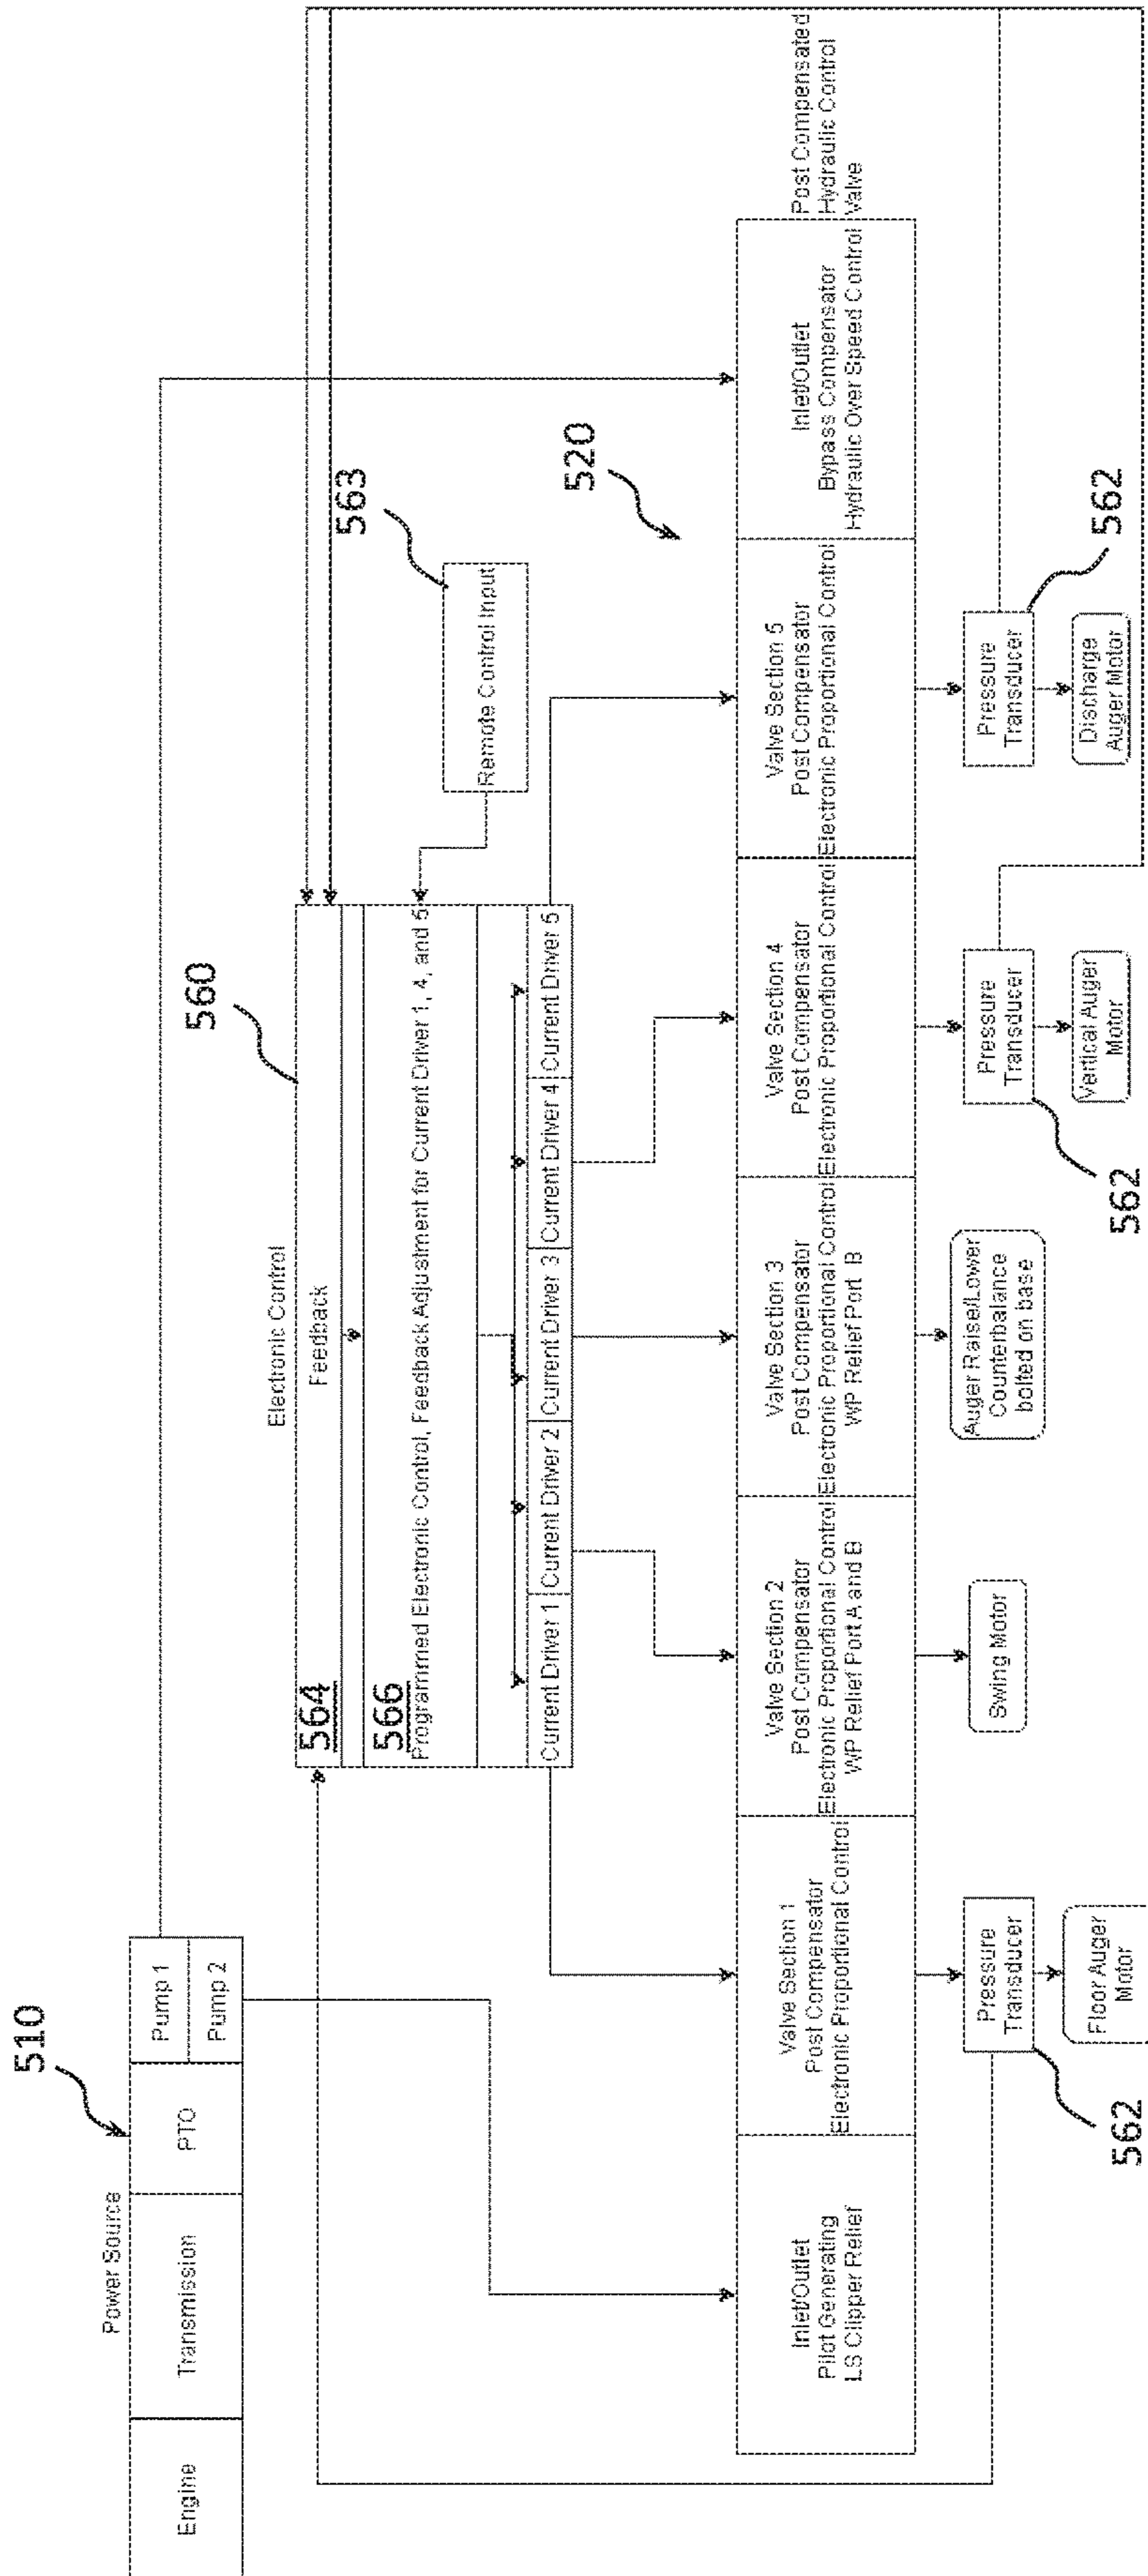 510
Power Source
Engine
Transmission
PTO
Pump 1
Pump 2
560
Electronic Control
Feedback
564
566
Programmed Electronic Control, Feedback Adjustment for Current Driver 1, 4, and 5
Current Driver 1
Current Driver 2
Current Driver 3
Current Driver 4
Current Driver 5
563
Remote Control Input
520
Inlet/Outlet
Pilot Generating
LS Clipper Relief
Valve Section 1
Post Compensator
Electronic Proportional Control
Valve Section 2
Post Compensator
Electronic Proportional Control
WP Relief Port A and B
Valve Section 3
Post Compensator
Electronic Proportional Control
WP Relief Port B
Valve Section 4
Post Compensator
Electronic Proportional Control
Valve Section 5
Post Compensator
Electronic Proportional Control
Inlet/Outlet
Bypass Compensator
Hydraulic Over Speed Control
Post Compensated
Hydraulic Control
Valve
Pressure
Transducer
562
Floor Auger
Motor
Swing Motor
Auger Raise/Lower
Counterbalance
bolted on base
Pressure
Transducer
562
Vertical Auger
Motor
Pressure
Transducer
562
Discharge
Auger Motor